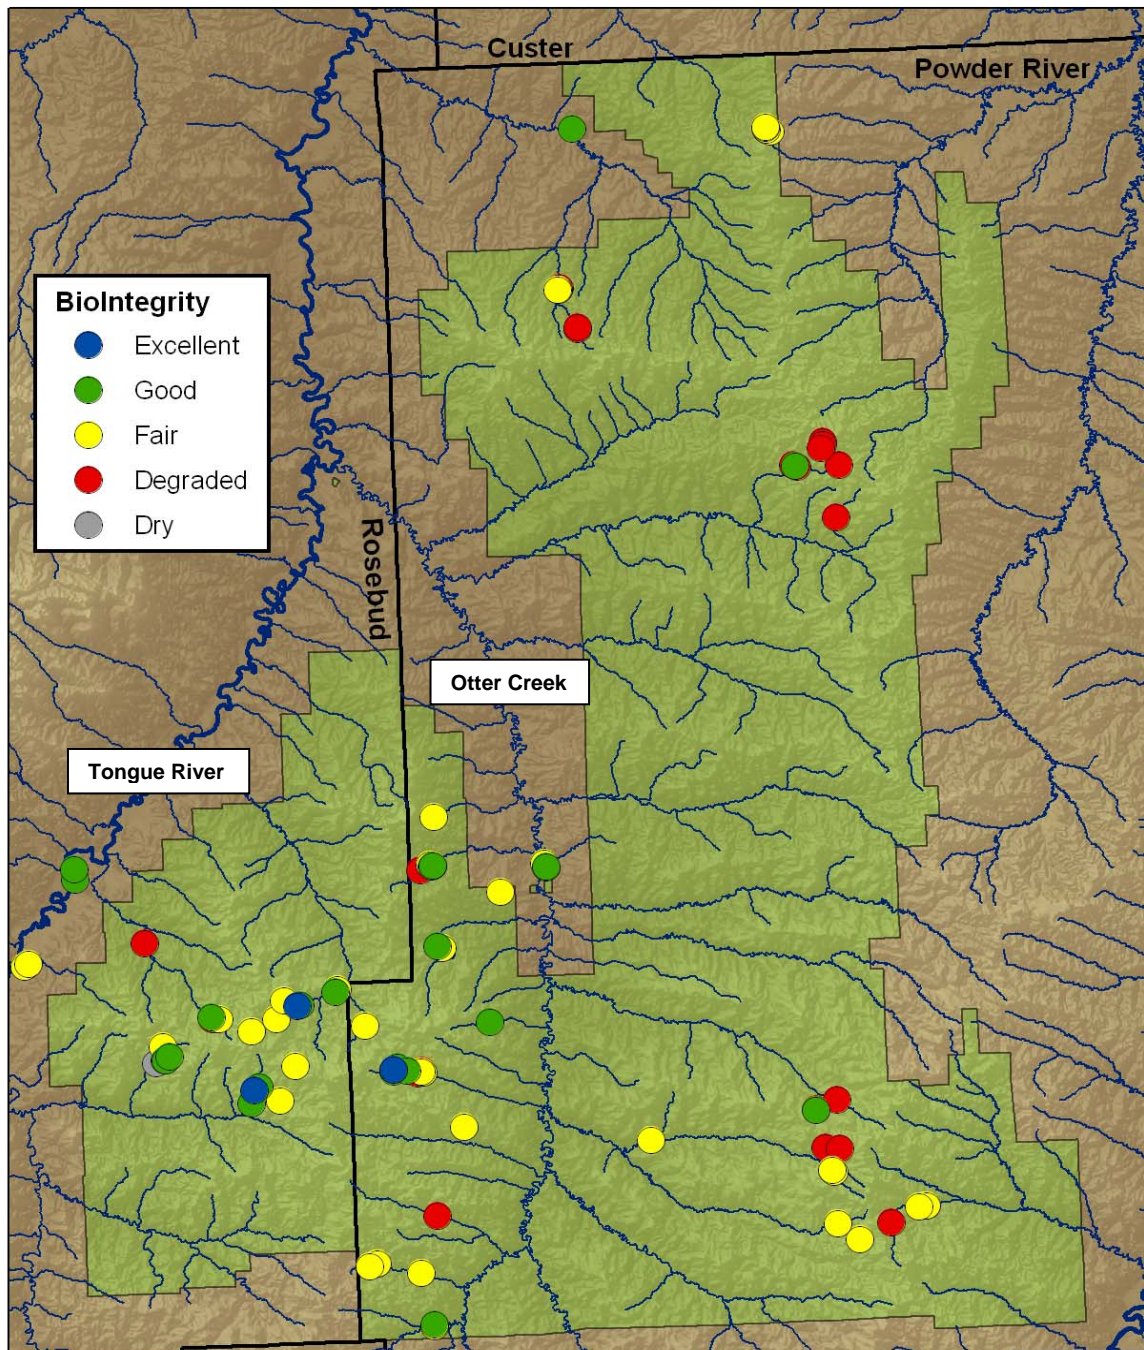 Custer
Powder River
BioIntegrity
Excellent
Good
Fair
Degraded
Dry
Rosebud
Otter Creek
Tongue River